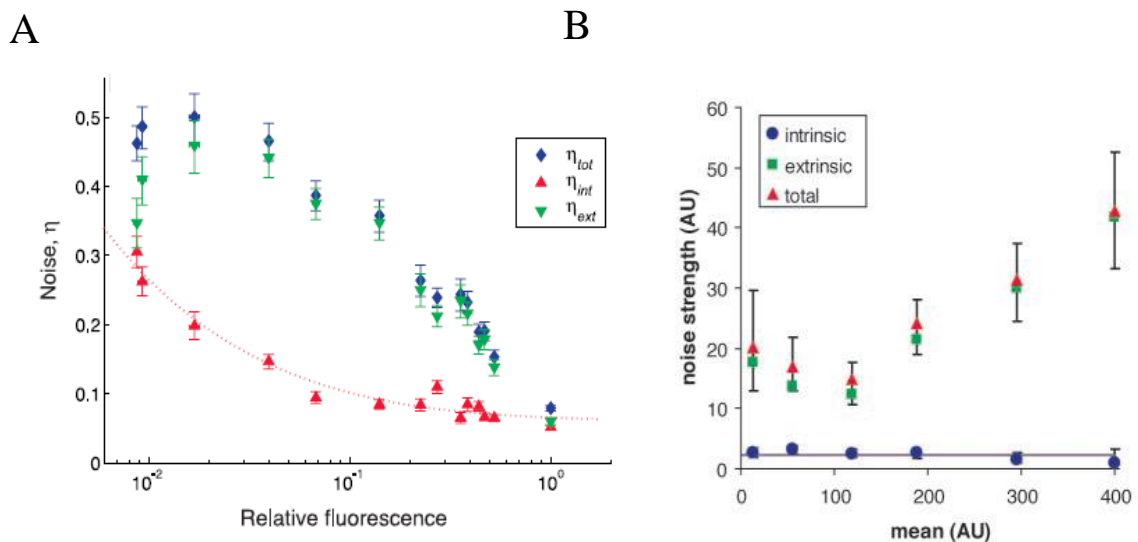 A
B
0.5
0.4
0.3
0.2
0.1
0
10⁻²
10⁻¹
10⁰
Noise, η
Relative fluorescence
η_tot
η_int
η_ext
60
50
40
30
20
10
0
0
100
200
300
400
noise strength (AU)
mean (AU)
intrinsic
extrinsic
total